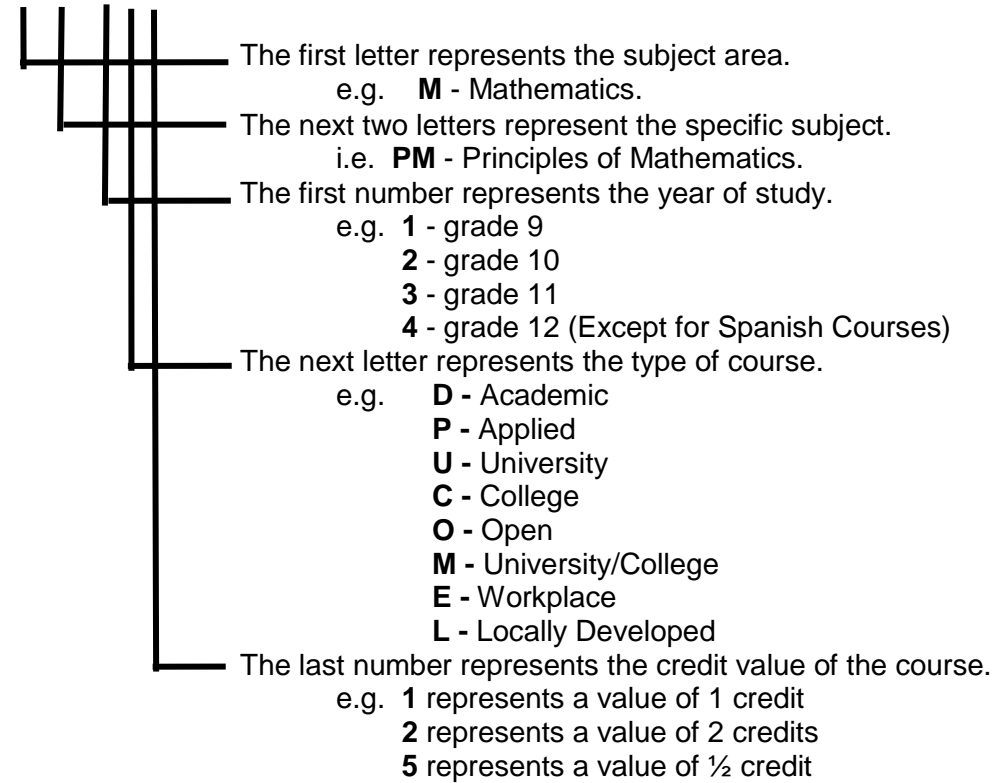 The first letter represents the subject area.
e.g. M - Mathematics.
The next two letters represent the specific subject.
i.e. PM - Principles of Mathematics.
The first number represents the year of study.
e.g. 1 - grade 9
2 - grade 10
3 - grade 11
4 - grade 12 (Except for Spanish Courses)
The next letter represents the type of course.
e.g. D - Academic
P - Applied
U - University
C - College
O - Open
M - University/College
E - Workplace
L - Locally Developed
The last number represents the credit value of the course.
e.g. 1 represents a value of 1 credit
2 represents a value of 2 credits
5 represents a value of ½ credit